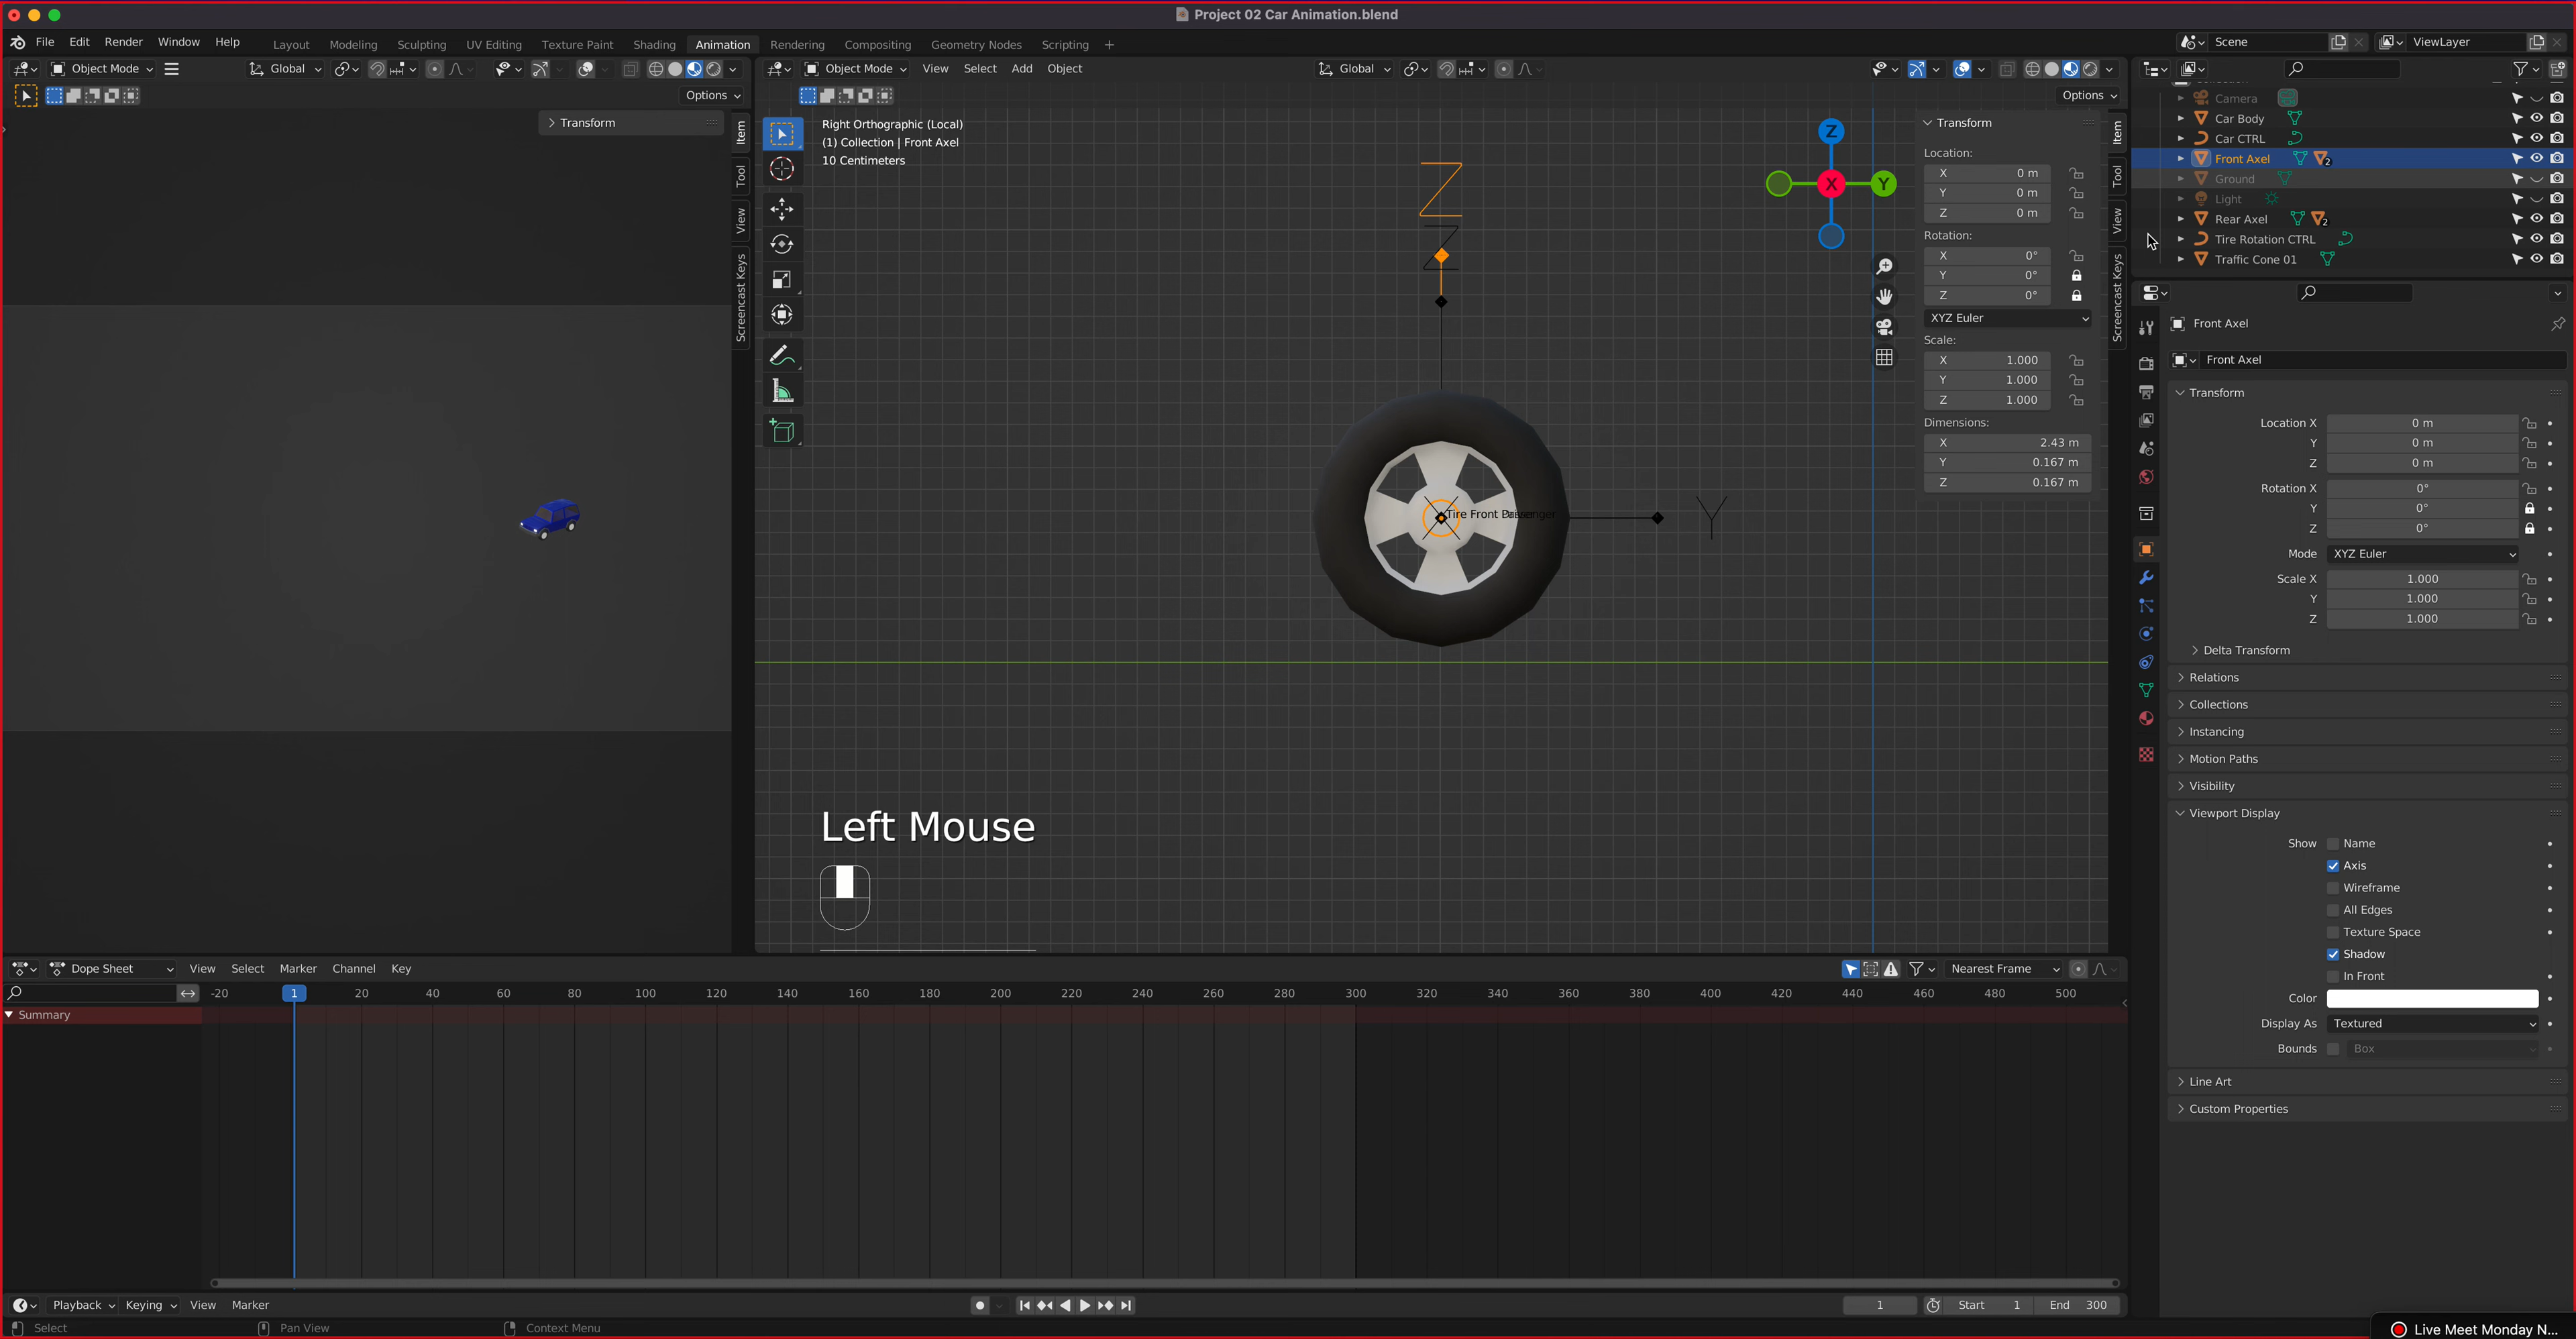 Project 02 Car Animation.blend
File Edit Render Window Help Layout Modeling Sculpting UV Editing Texture Paint Shading Animation Rendering Compositing Geometry Nodes Scripting + Scene ViewLayer
Object Mode Global Object Mode View Select Add Object Global
Options Options
Transform
Item
Tool
View
Screencast Keys
Right Orthographic (Local)
(1) Collection | Front Axel
10 Centimeters
Z
Z
Y
Tire Front
Z
X
Y
Transform
Location:
X 0 m
Y 0 m
Z 0 m
Rotation:
X 0°
Y 0°
Z 0°
XYZ Euler
Scale:
X 1.000
Y 1.000
Z 1.000
Dimensions:
X 2.43 m
Y 0.167 m
Z 0.167 m
Item
Tool
View
Screencast Keys
Left Mouse
Camera
Car Body
Car CTRL
Front Axel 2
Ground
Light
Rear Axel 2
Tire Rotation CTRL
Traffic Cone 01
Front Axel
Front Axel
Transform
Location X 0 m
Y 0 m
Z 0 m
Rotation X 0°
Y 0°
Z 0°
Mode XYZ Euler
Scale X 1.000
Y 1.000
Z 1.000
Delta Transform
Relations
Collections
Instancing
Motion Paths
Visibility
Viewport Display
Show Name
Axis
Wireframe
All Edges
Texture Space
Shadow
In Front
Color
Display As Textured
Bounds Box
Line Art
Custom Properties
Dope Sheet View Select Marker Channel Key Nearest Frame
-20 1 20 40 60 80 100 120 140 160 180 200 220 240 260 280 300 320 340 360 380 400 420 440 460 480 500
Summary
Playback Keying View Marker 1 Start 1 End 300
Select Pan View Context Menu
Live Meet Monday N...